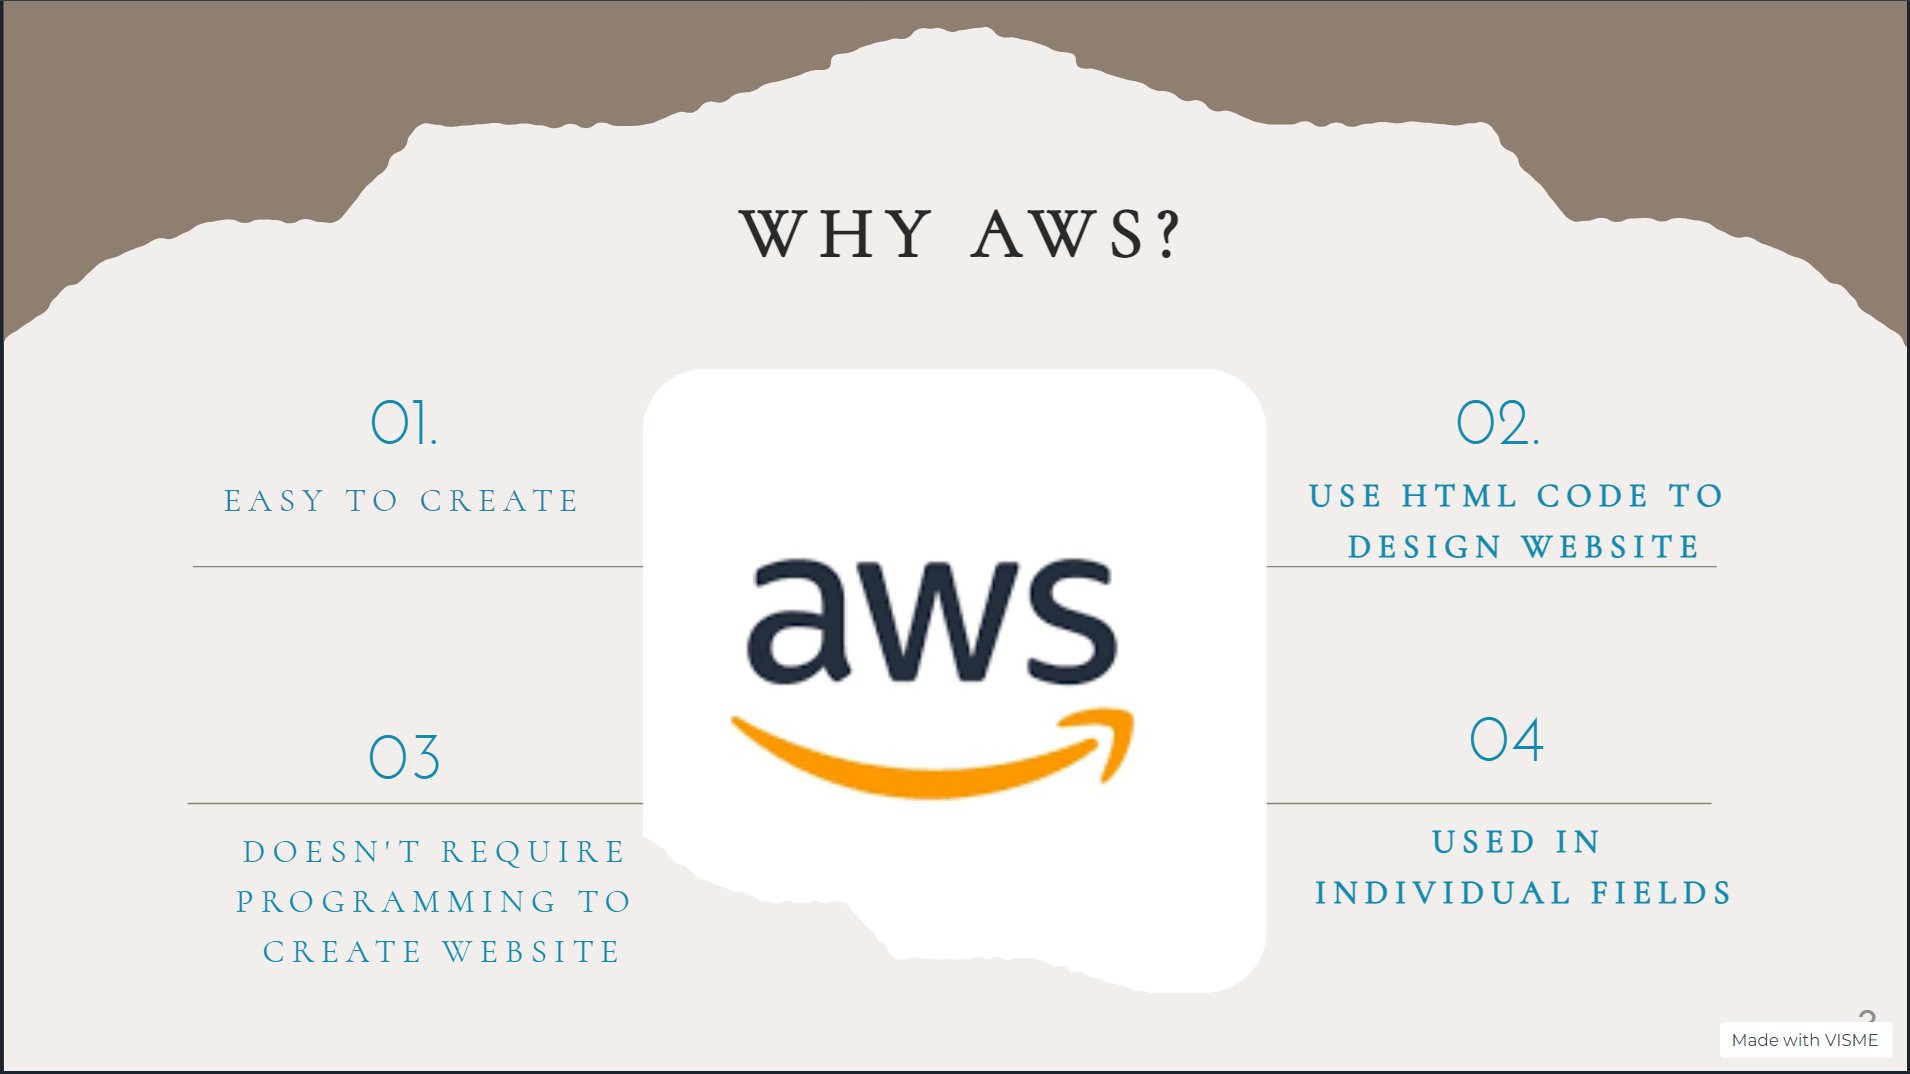 WHY AWS?
01.
EASY TO CREATE
02.
USE HTML CODE TO
DESIGN WEBSITE
aws
03
DOESN'T REQUIRE
PROGRAMMING TO
CREATE WEBSITE
04
USED IN
INDIVIDUAL FIELDS
Made with VISME